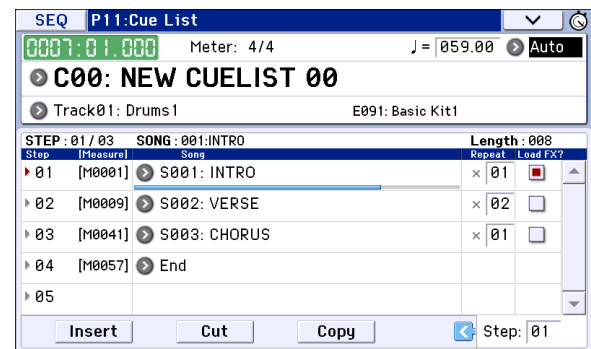 SEQ P11:Cue List
0007:01.000 Meter: 4/4 ♩= 059.00 Auto
C00: NEW CUELIST 00
Track01: Drums1 E091: Basic Kit1
STEP:01/03 SONG:001:INTRO Length:008
Step [Measure] Song Repeat Load FX?
01 [M0001] S001: INTRO ×01
02 [M0009] S002: VERSE ×02
03 [M0041] S003: CHORUS ×01
04 [M0057] End
05
Insert Cut Copy Step: 01